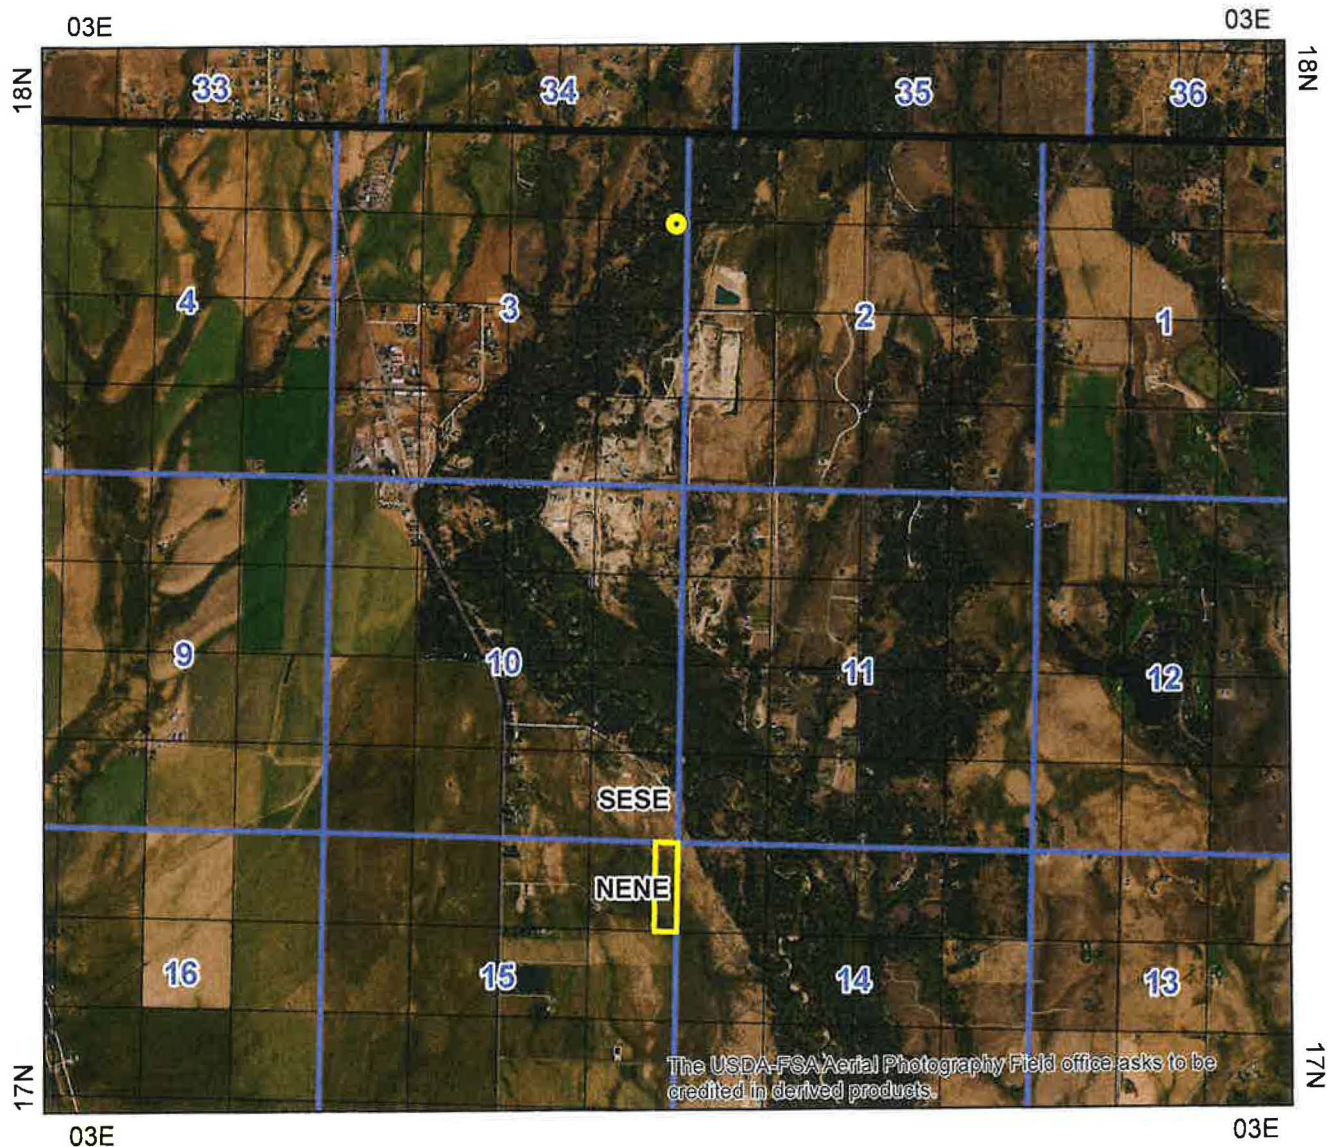 03E 03E
18N 18N
33 34 35 36
4 3 2 1
9 10 11 12
SESE
NENE
16 15 14 13
The USDA-FSA Aerial Photography Field office asks to be
credited in derived products.
17N 17N
03E 03E